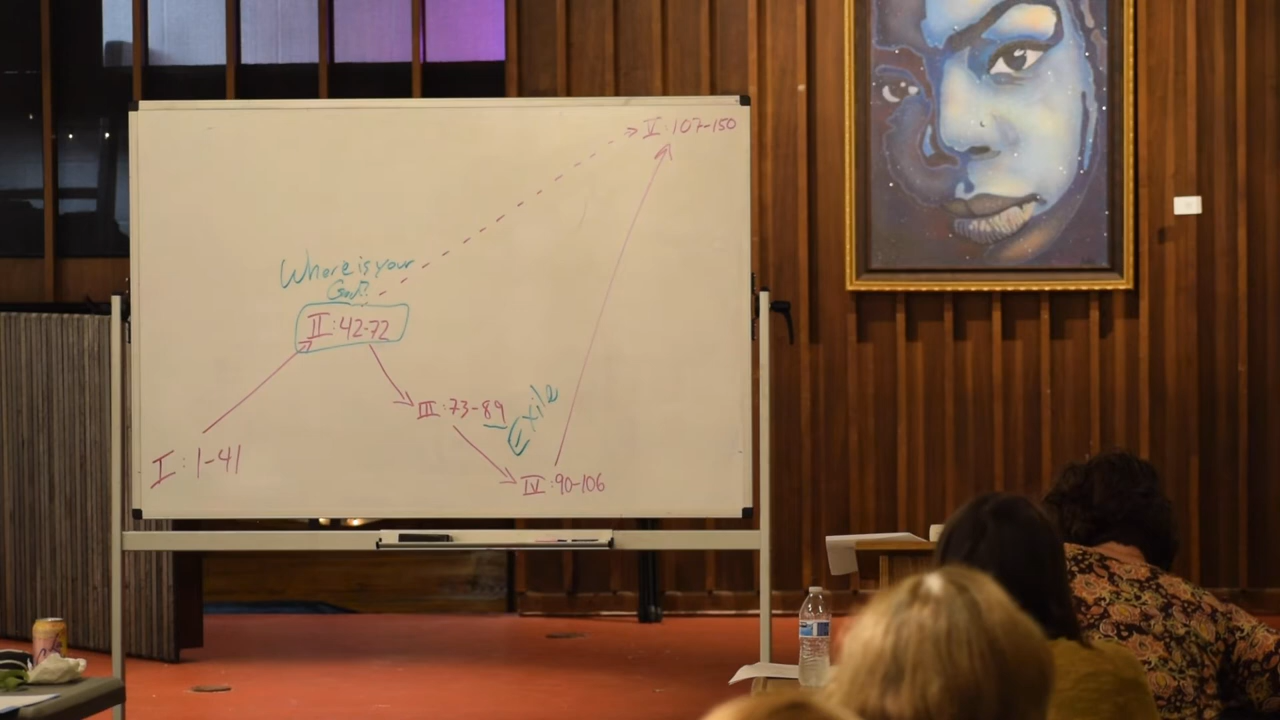 V: 107-150
Where is your
God?
II: 42-72
III: 73-89
Exile
I: 1-41
IV: 90-106